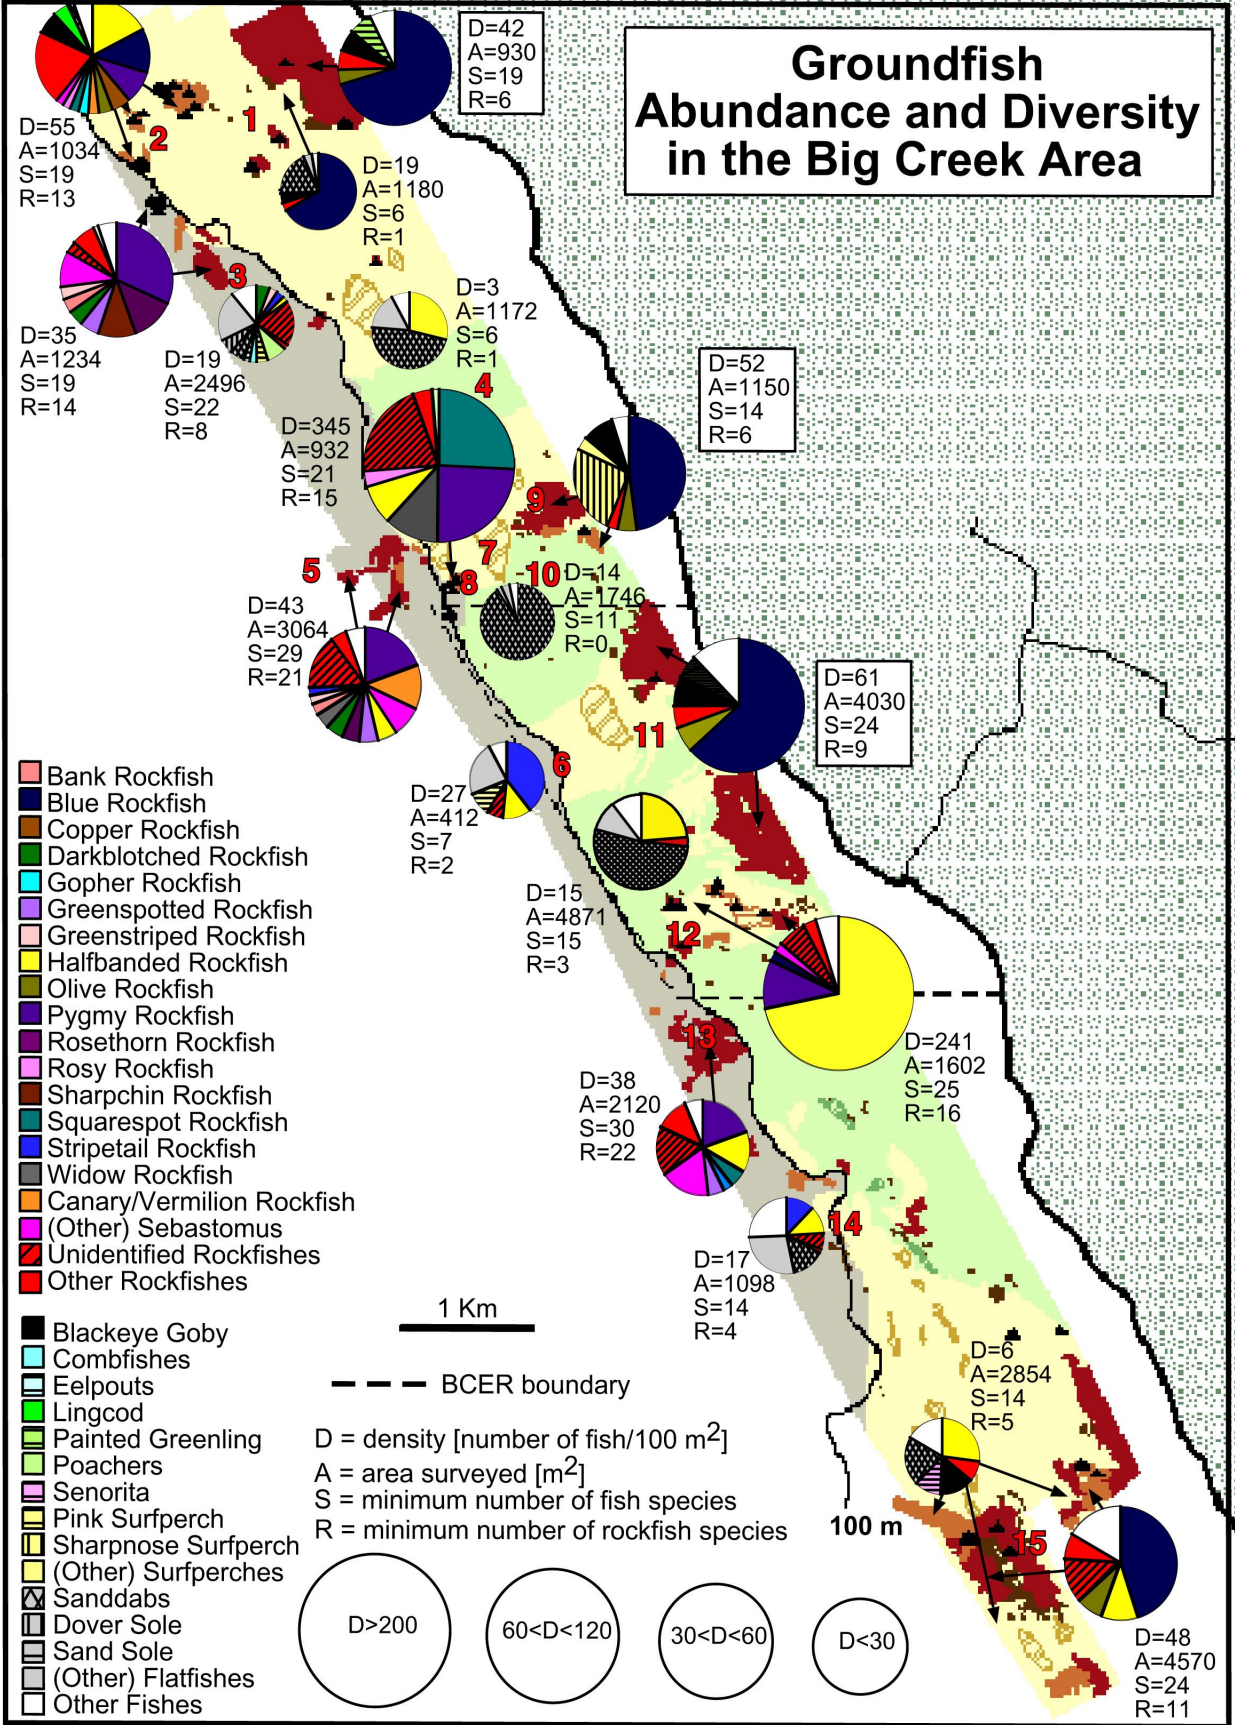 Groundfish
Abundance and Diversity
in the Big Creek Area
D=42
A=930
S=19
R=6
D=55
A=1034
S=19
R=13
2
1
D=19
A=1180
S=6
R=1
3
D=35
A=1234
S=19
R=14
D=19
A=2496
S=22
R=8
D=3
A=1172
S=6
R=1
4
D=52
A=1150
S=14
R=6
D=345
A=932
S=21
R=15
9
7
5
8
10
D=14
A=1746
S=11
R=0
D=43
A=3064
S=29
R=21
D=61
A=4030
S=24
R=9
11
6
D=27
A=412
S=7
R=2
D=15
A=4871
S=15
R=3
12
13
D=241
A=1602
S=25
R=16
D=38
A=2120
S=30
R=22
14
D=17
A=1098
S=14
R=4
D=6
A=2854
S=14
R=5
100 m
15
D=48
A=4570
S=24
R=11
Bank Rockfish
Blue Rockfish
Copper Rockfish
Darkblotched Rockfish
Gopher Rockfish
Greenspotted Rockfish
Greenstriped Rockfish
Halfbanded Rockfish
Olive Rockfish
Pygmy Rockfish
Rosethorn Rockfish
Rosy Rockfish
Sharpchin Rockfish
Squarespot Rockfish
Stripetail Rockfish
Widow Rockfish
Canary/Vermilion Rockfish
(Other) Sebastomus
Unidentified Rockfishes
Other Rockfishes
Blackeye Goby
Combfishes
Eelpouts
Lingcod
Painted Greenling
Poachers
Senorita
Pink Surfperch
Sharpnose Surfperch
(Other) Surfperches
Sanddabs
Dover Sole
Sand Sole
(Other) Flatfishes
Other Fishes
1 Km
BCER boundary
D = density [number of fish/100 m²]
A = area surveyed [m²]
S = minimum number of fish species
R = minimum number of rockfish species
D>200
60<D<120
30<D<60
D<30